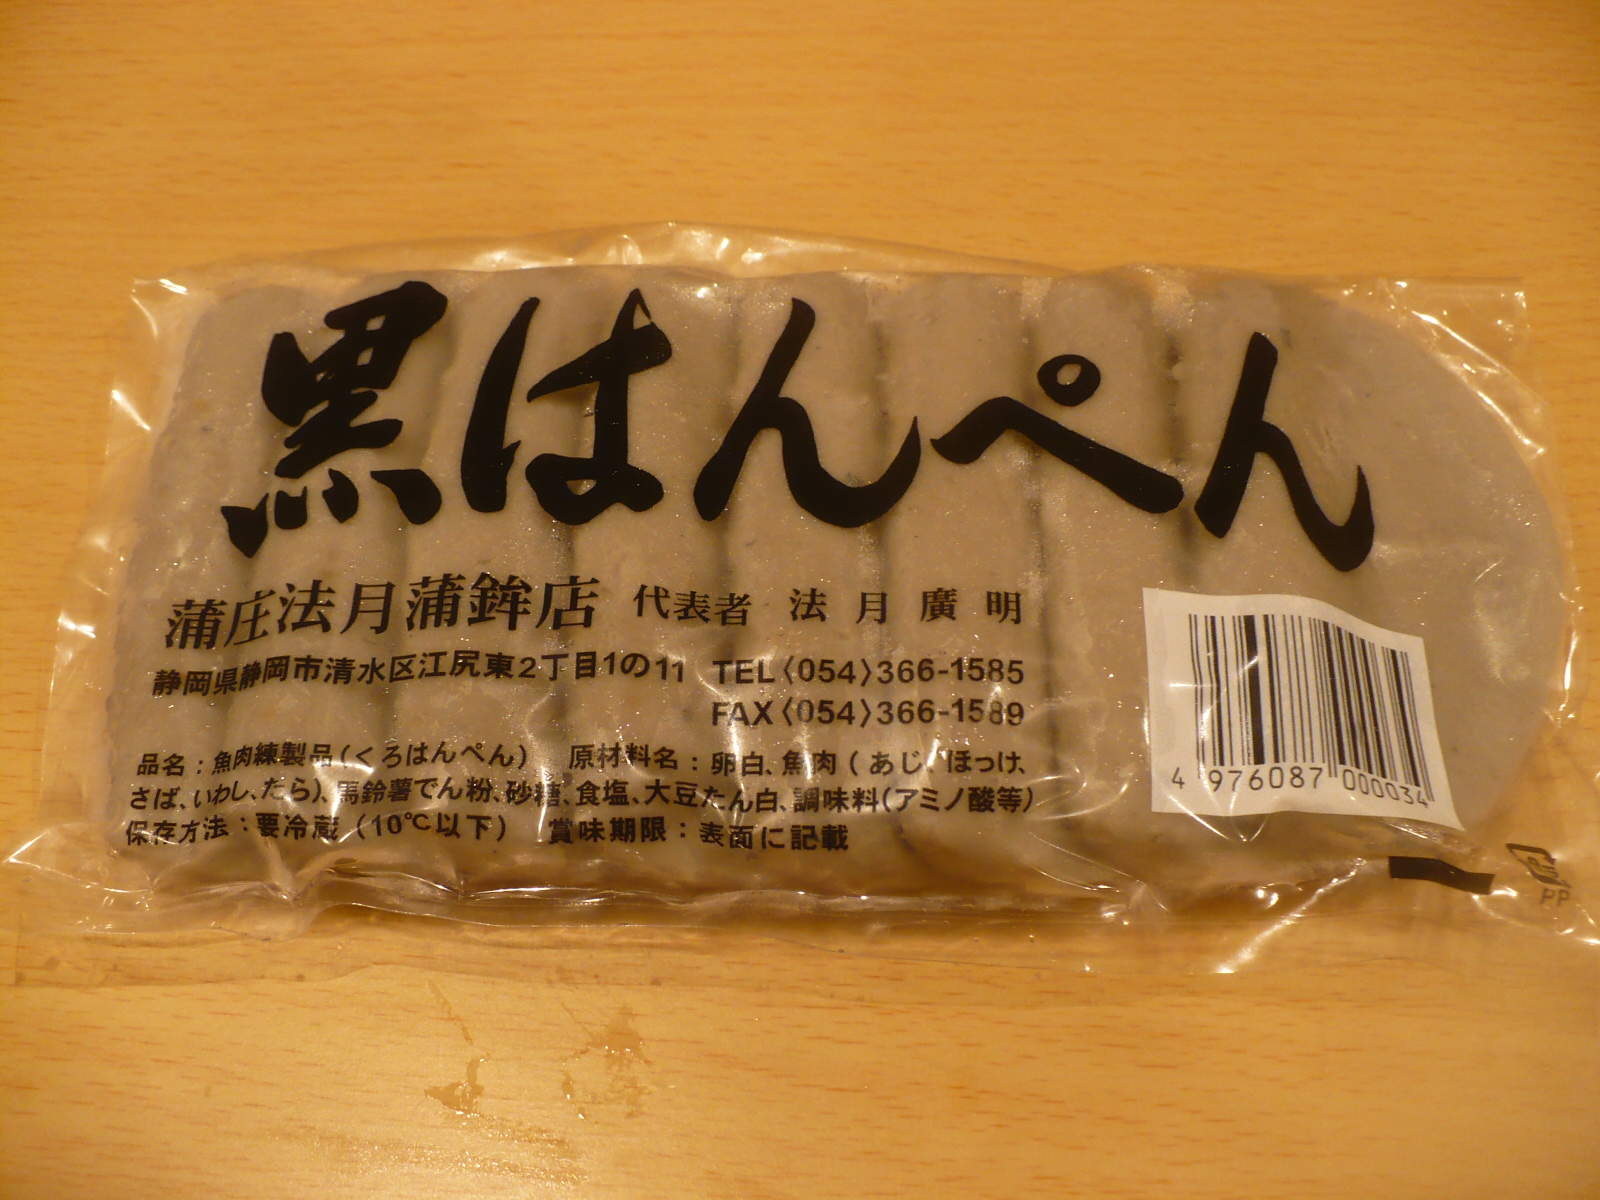 黒はんぺん
蒲庄法月蒲鉾店 代表者 法月廣明
静岡県静岡市清水区江尻東2丁目1の11 TEL〈054〉366-1585
FAX〈054〉366-1589
品名：魚肉練製品(くろはんぺん) 原材料名：卵白、魚肉(あじ、ほっけ、
さば、いわし、たら)、馬鈴薯でん粉、砂糖、食塩、大豆たん白、調味料(アミノ酸等)
保存方法：要冷蔵(10℃以下) 賞味期限：表面に記載
4 976087 000034
PP